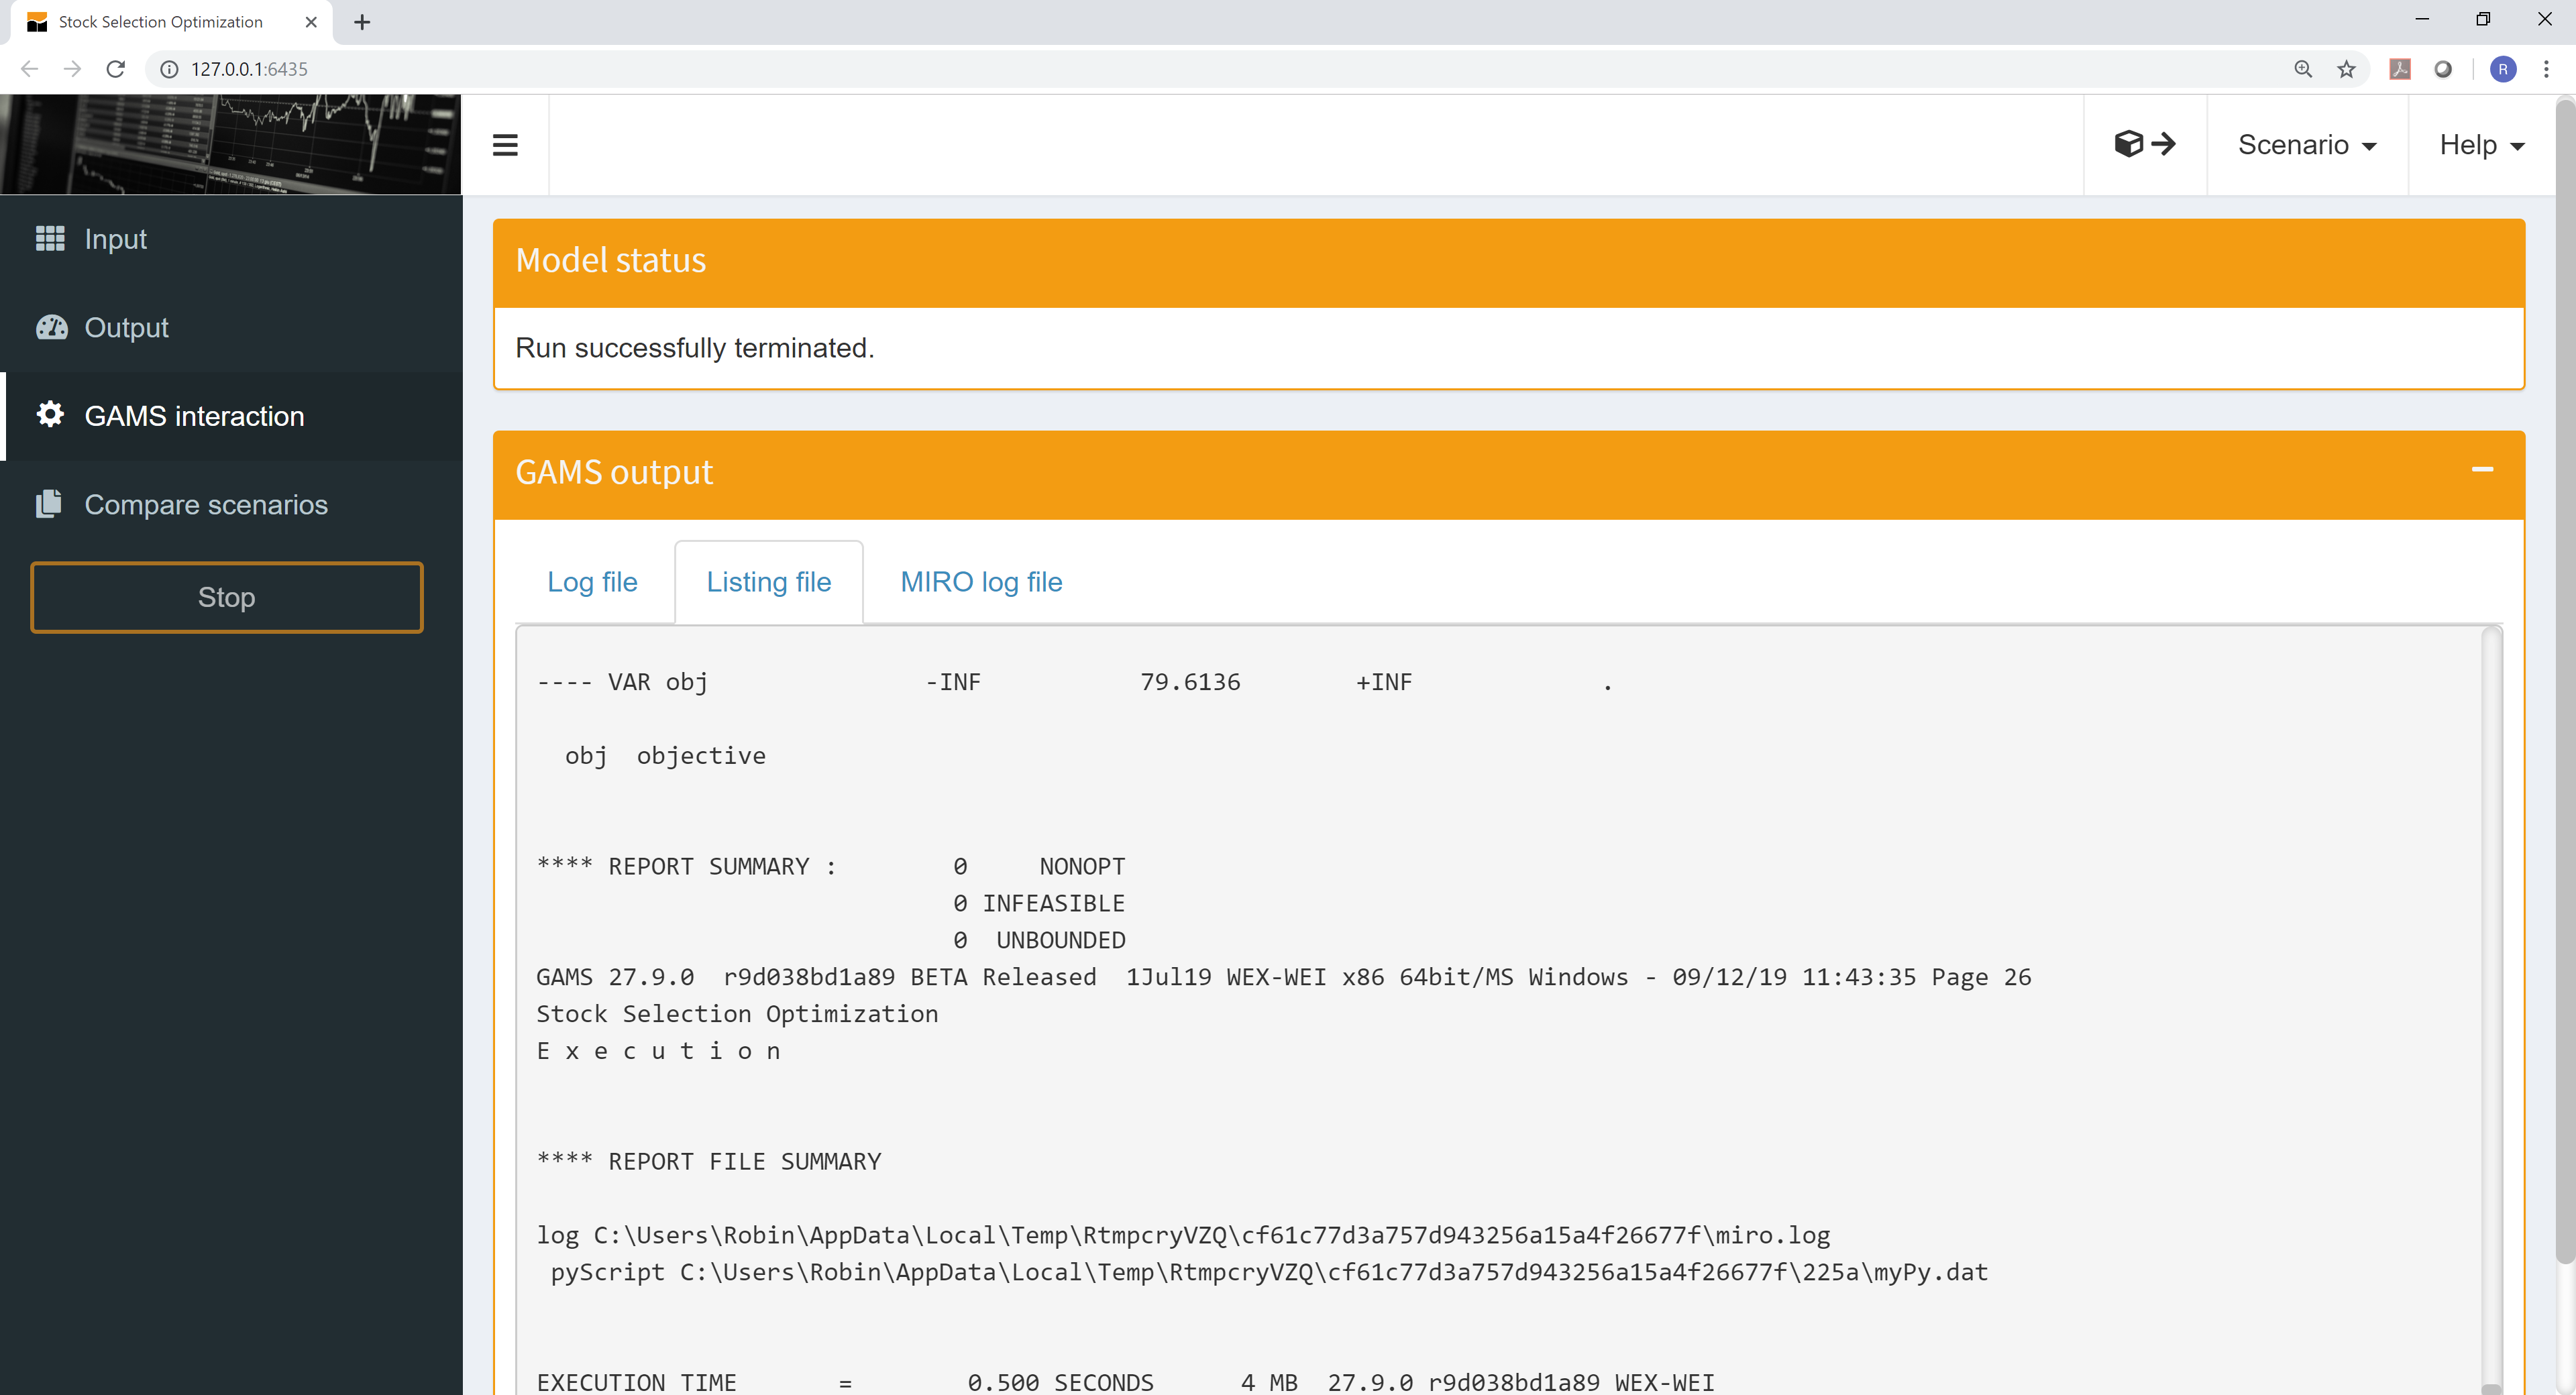 Stock Selection Optimization
127.0.0.1:6435
R
Scenario
Help
Input
Output
GAMS interaction
Compare scenarios
Stop
Model status
Run successfully terminated.
GAMS output
Log file Listing file MIRO log file
---- VAR obj -INF 79.6136 +INF .
obj objective
**** REPORT SUMMARY : 0 NONOPT
0 INFEASIBLE
0 UNBOUNDED
GAMS 27.9.0 r9d038bd1a89 BETA Released 1Jul19 WEX-WEI x86 64bit/MS Windows - 09/12/19 11:43:35 Page 26
Stock Selection Optimization
E x e c u t i o n
**** REPORT FILE SUMMARY
log C:\Users\Robin\AppData\Local\Temp\RtmpcryVZQ\cf61c77d3a757d943256a15a4f26677f\miro.log
pyScript C:\Users\Robin\AppData\Local\Temp\RtmpcryVZQ\cf61c77d3a757d943256a15a4f26677f\225a\myPy.dat
EXECUTION TIME = 0.500 SECONDS 4 MB 27.9.0 r9d038bd1a89 WEX-WEI